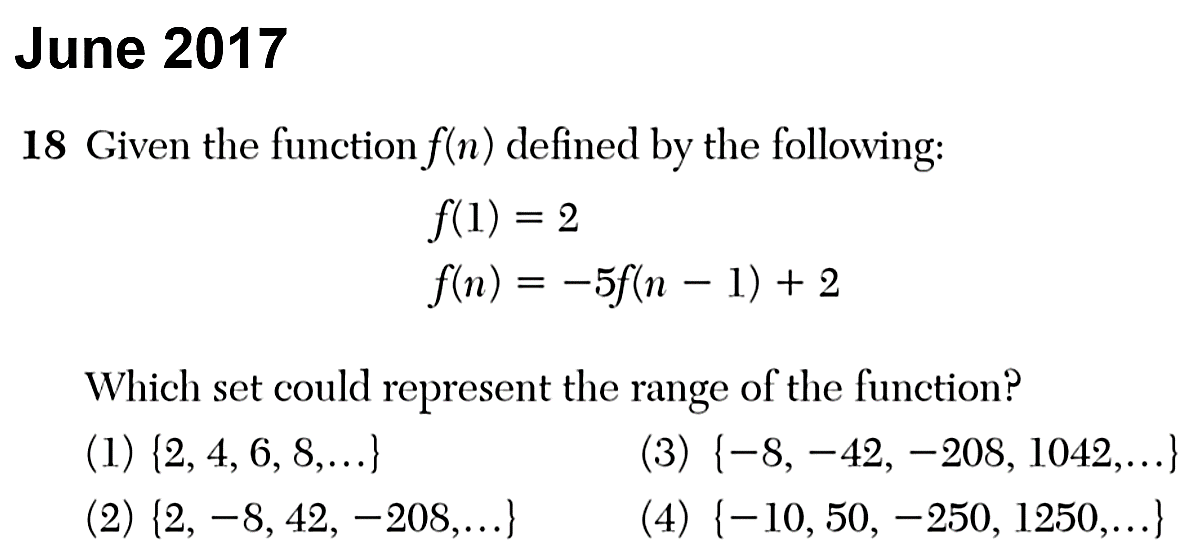 June 2017
18 Given the function f(n) defined by the following:
f(1) = 2
f(n) = −5f(n − 1) + 2
Which set could represent the range of the function?
(1) {2, 4, 6, 8,…} (3) {−8, −42, −208, 1042,…}
(2) {2, −8, 42, −208,…} (4) {−10, 50, −250, 1250,…}